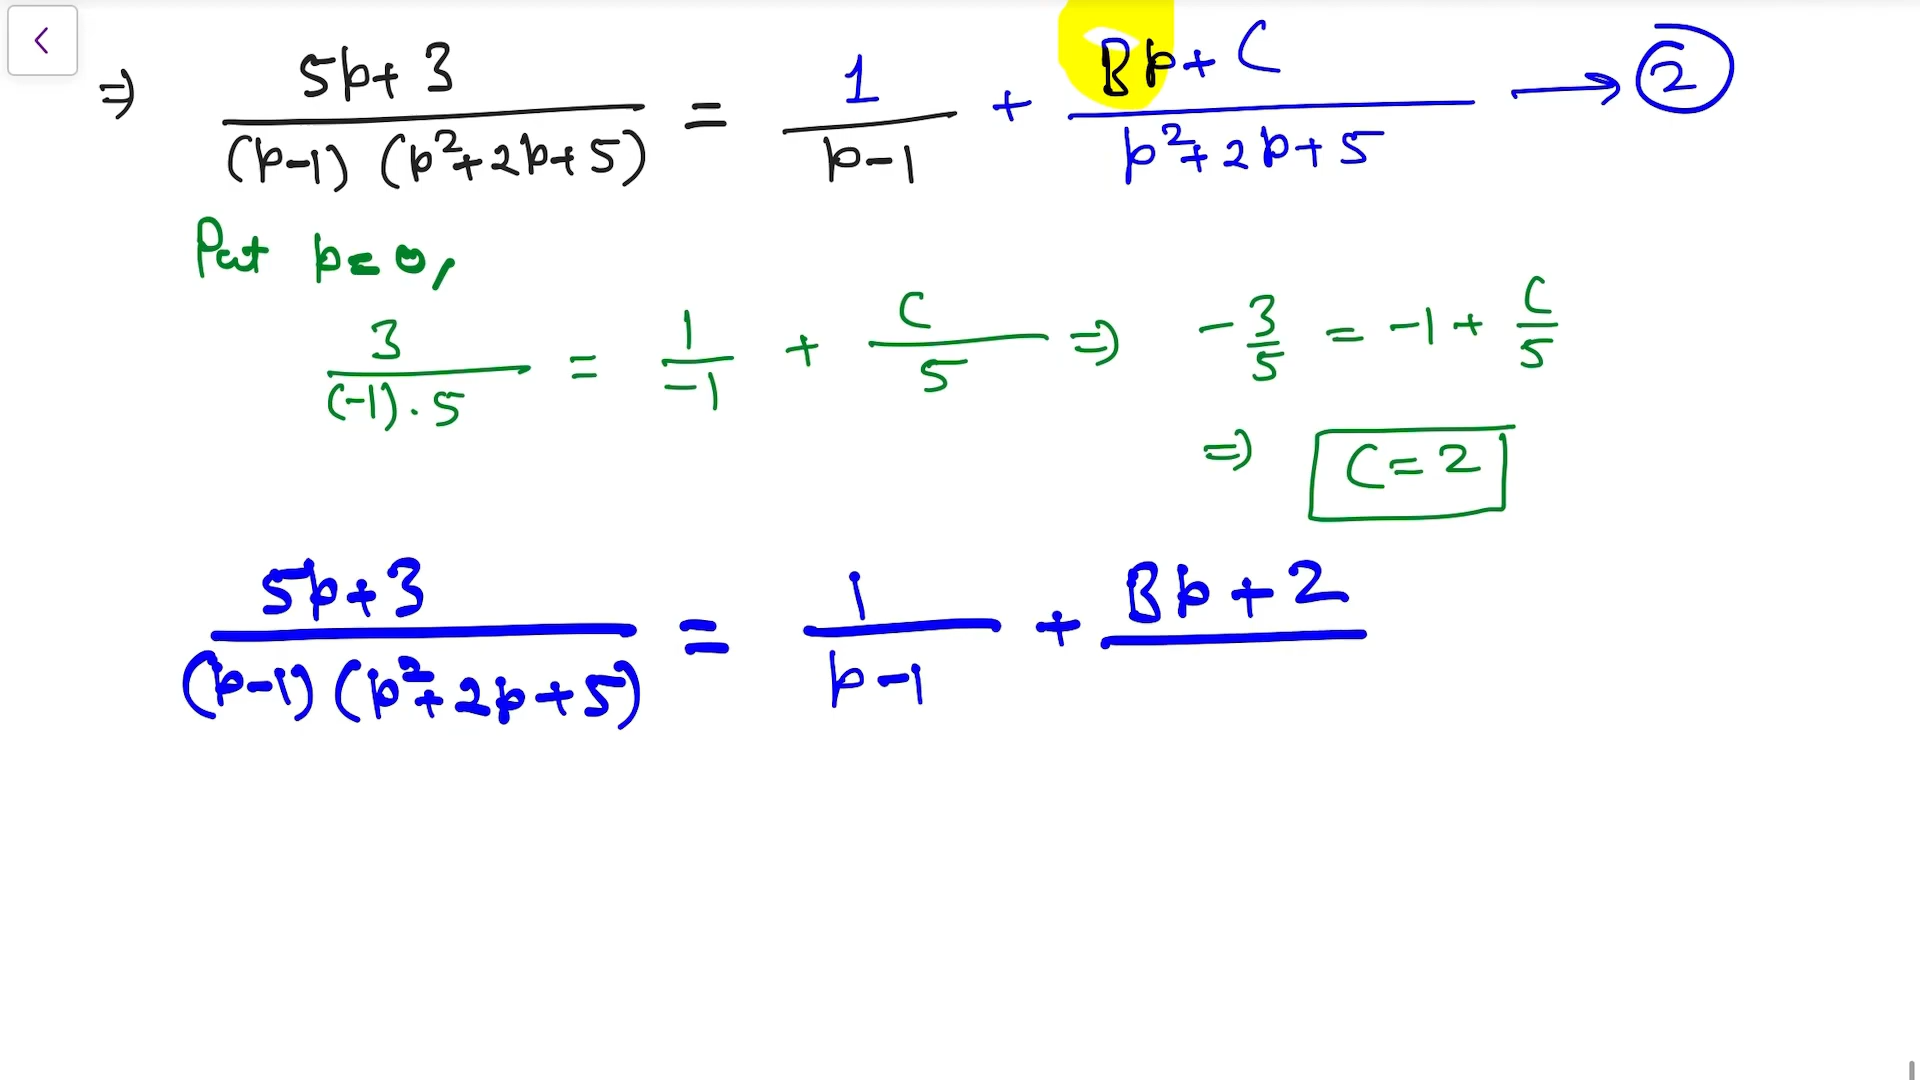 ⇒ (5p+3)/((p-1)(p²+2p+5)) = 1/(p-1) + (Bp+C)/(p²+2p+5) → ②
Put p=0,
3/((-1)·5) = 1/(-1) + C/5 ⇒ -3/5 = -1 + C/5
⇒ C=2
(5p+3)/((p-1)(p²+2p+5)) = 1/(p-1) + (Bp+2)/